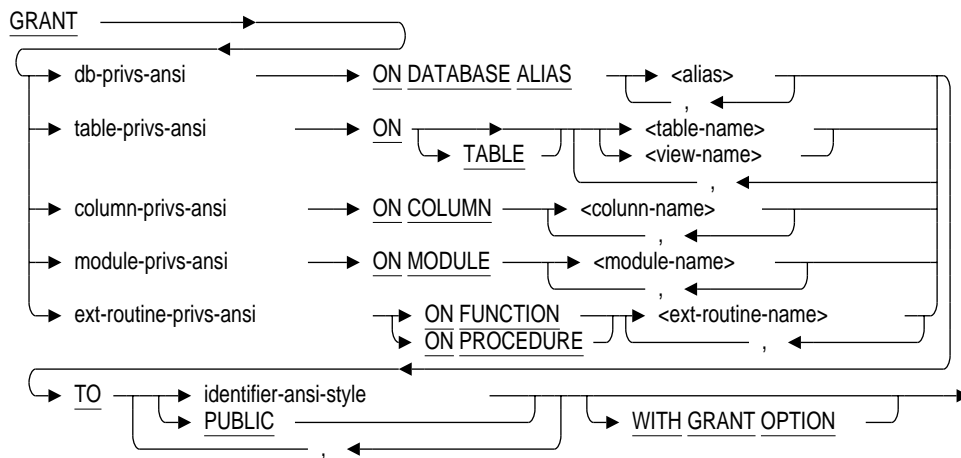 GRANT
db-privs-ansi ON DATABASE ALIAS <alias>
,
table-privs-ansi ON <table-name>
TABLE <view-name>
,
column-privs-ansi ON COLUMN <colunn-name>
,
module-privs-ansi ON MODULE <module-name>
,
ext-routine-privs-ansi ON FUNCTION <ext-routine-name>
ON PROCEDURE ,
TO identifier-ansi-style
PUBLIC WITH GRANT OPTION
,